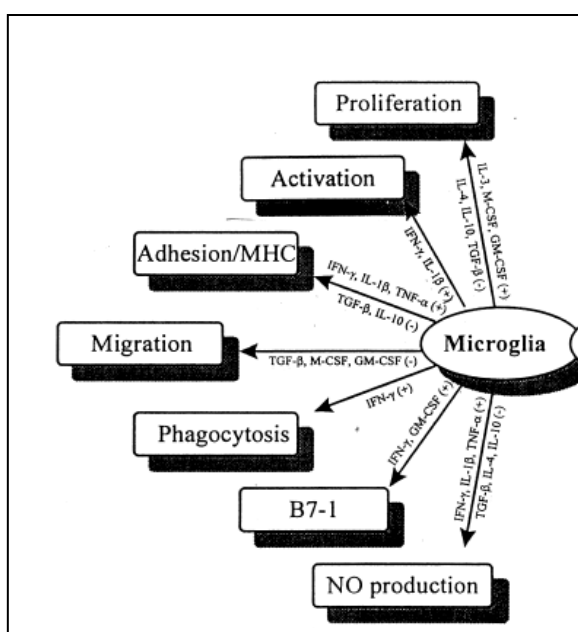 Proliferation
IL-3, M-CSF, GM-CSF (+)
IL-4, IL-10, TGF-β (-)
Activation
IFN-γ, IL-1β (+)
Adhesion/MHC
IFN-γ, IL-1β, TNF-α (+)
TGF-β, IL-10 (-)
Migration
Microglia
TGF-β, M-CSF, GM-CSF (-)
IFN-γ (+)
Phagocytosis
IFN-γ, GM-CSF (+)
B7-1
IFN-γ, IL-1β, TNF-α (+)
TGF-β, IL-4, IL-10 (-)
NO production